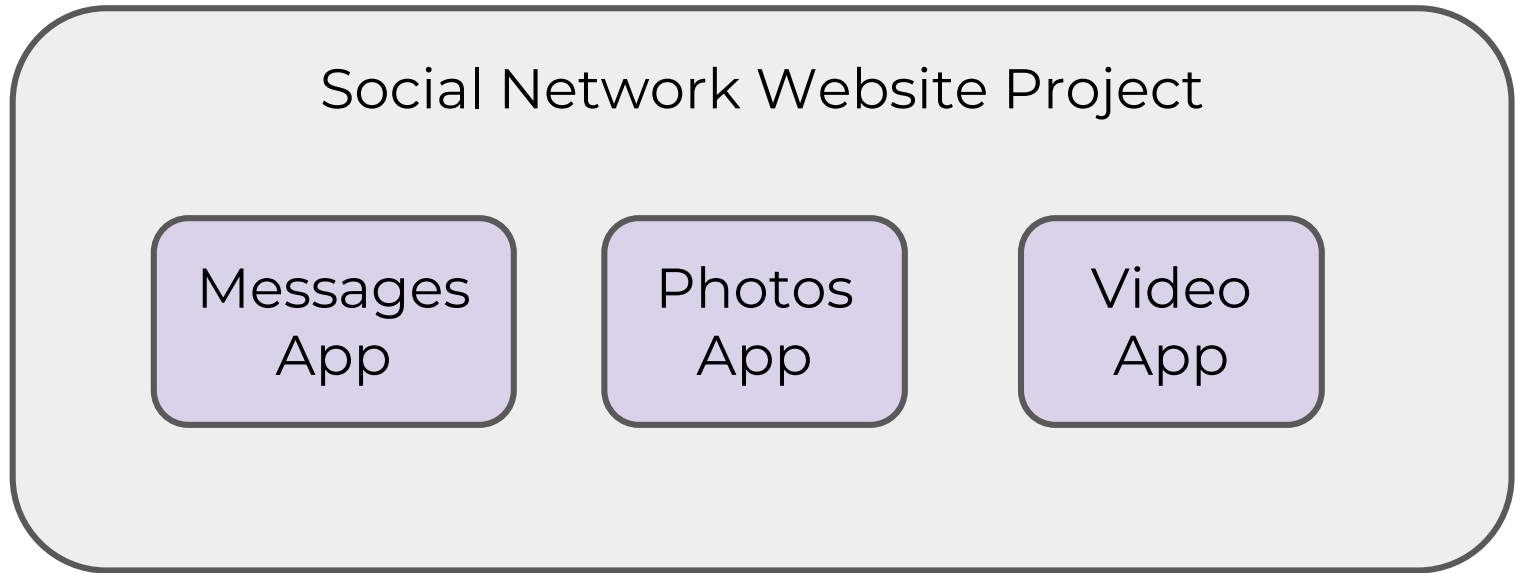 Social Network Website Project
Messages
App
Photos
App
Video
App